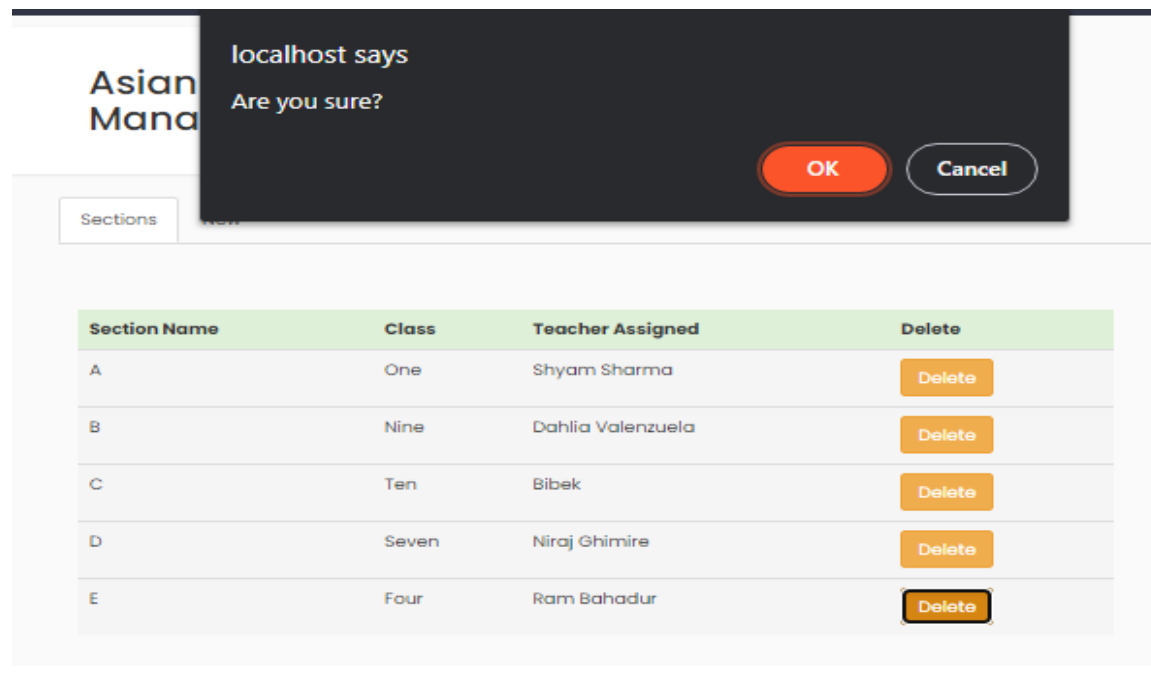 localhost says
Are you sure?
OK Cancel
Asian
Mana
Sections
Section Name Class Teacher Assigned Delete
A One Shyam Sharma Delete
B Nine Dahlia Valenzuela Delete
C Ten Bibek Delete
D Seven Niraj Ghimire Delete
E Four Ram Bahadur Delete